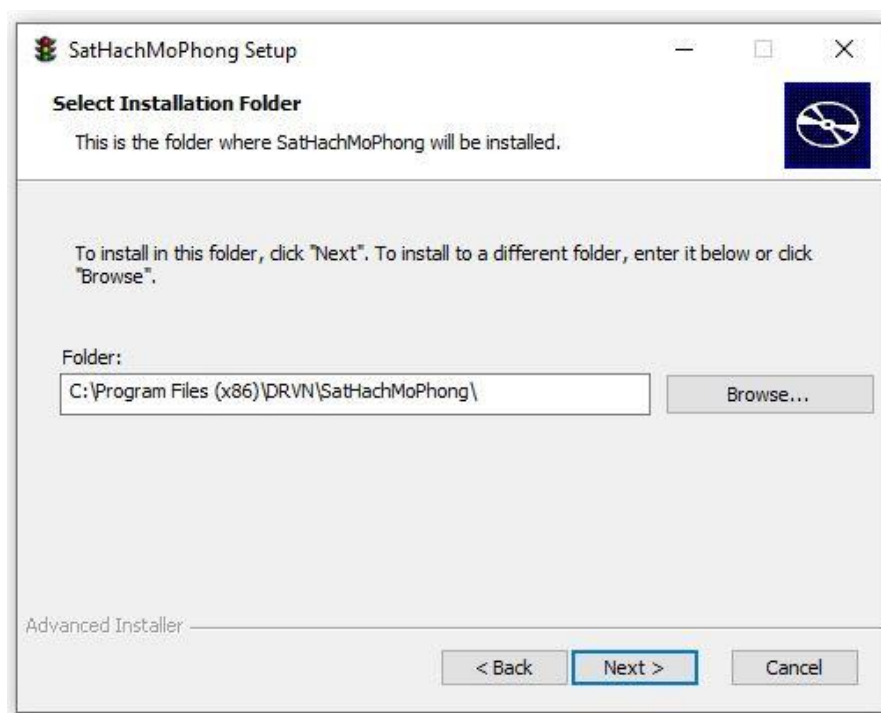 SatHachMoPhong Setup
Select Installation Folder
This is the folder where SatHachMoPhong will be installed.
To install in this folder, click "Next". To install to a different folder, enter it below or click
"Browse".
Folder:
C:\Program Files (x86)\DRVN\SatHachMoPhong\
Browse...
Advanced Installer
< Back
Next >
Cancel